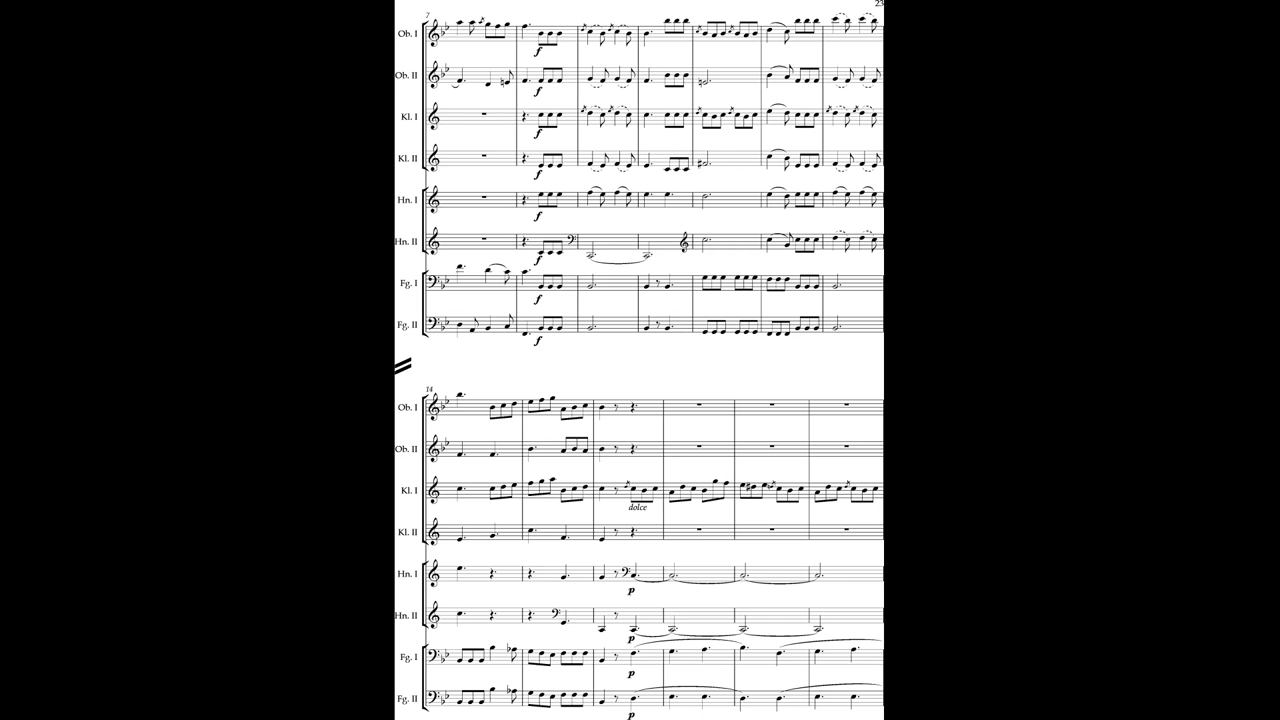 23
7
Ob. I
f
Ob. II
f
Kl. I
f
Kl. II
f
Hn. I
f
Hn. II
f
Fg. I
f
Fg. II
f
14
Ob. I
Ob. II
Kl. I
dolce
Kl. II
Hn. I
p
Hn. II
p
Fg. I
p
Fg. II
p